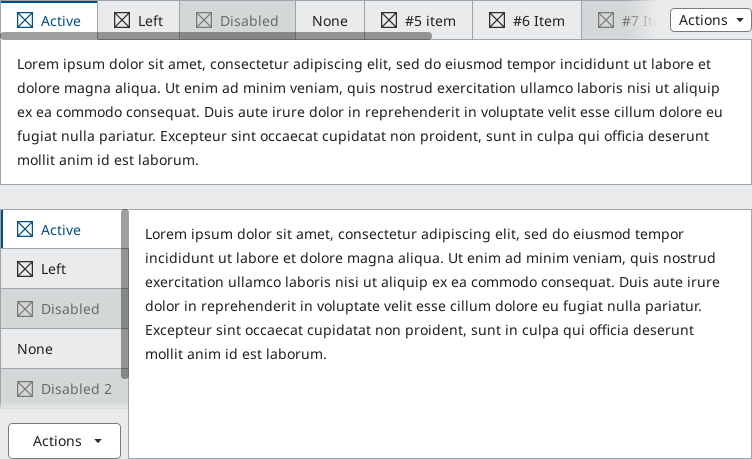 Active Left Disabled None #5 item #6 Item #7 Actions
Lorem ipsum dolor sit amet, consectetur adipiscing elit, sed do eiusmod tempor incididunt ut labore et
dolore magna aliqua. Ut enim ad minim veniam, quis nostrud exercitation ullamco laboris nisi ut aliquip
ex ea commodo consequat. Duis aute irure dolor in reprehenderit in voluptate velit esse cillum dolore eu
fugiat nulla pariatur. Excepteur sint occaecat cupidatat non proident, sunt in culpa qui officia deserunt
mollit anim id est laborum.
Active
Left
Disabled
None
Disabled 2
Actions
Lorem ipsum dolor sit amet, consectetur adipiscing elit, sed do eiusmod tempor
incididunt ut labore et dolore magna aliqua. Ut enim ad minim veniam, quis nostrud
exercitation ullamco laboris nisi ut aliquip ex ea commodo consequat. Duis aute irure
dolor in reprehenderit in voluptate velit esse cillum dolore eu fugiat nulla pariatur.
Excepteur sint occaecat cupidatat non proident, sunt in culpa qui officia deserunt
mollit anim id est laborum.